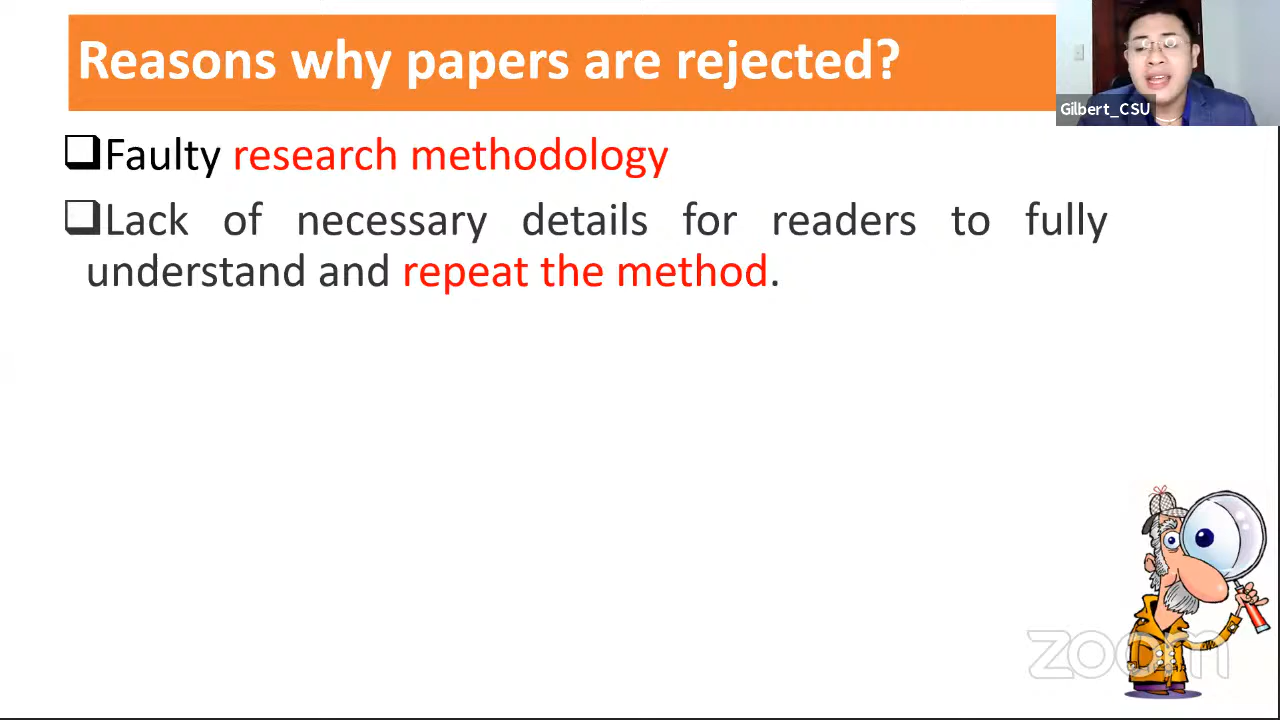 Reasons why papers are rejected?
Gilbert_CSU
Faulty research methodology
Lack of necessary details for readers to fully
understand and repeat the method.
zoom